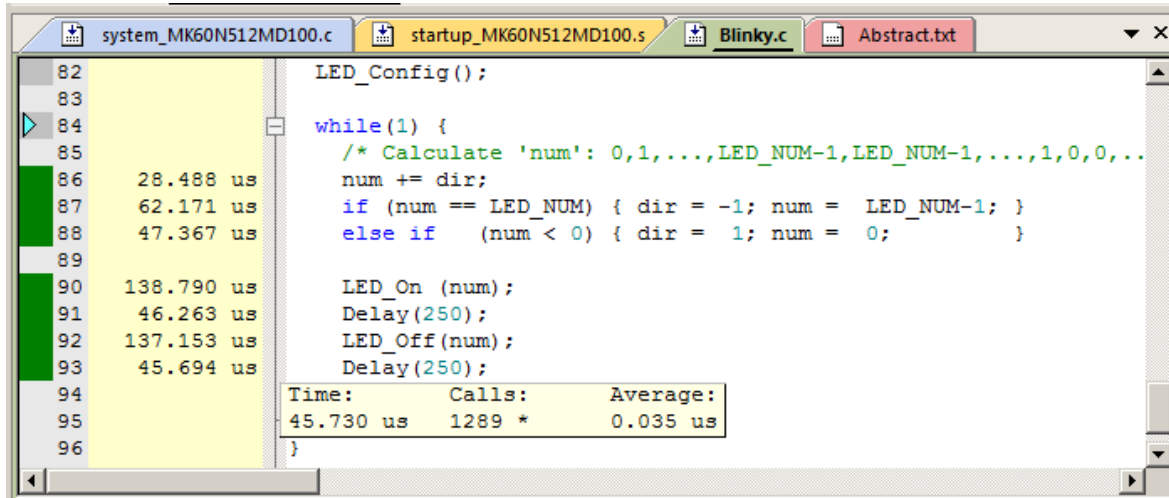 system_MK60N512MD100.c startup_MK60N512MD100.s Blinky.c Abstract.txt
82 LED_Config();
83
84 while(1) {
85 /* Calculate 'num': 0,1,...,LED_NUM-1,LED_NUM-1,...,1,0,0,..
86 28.488 us num += dir;
87 62.171 us if (num == LED_NUM) { dir = -1; num = LED_NUM-1; }
88 47.367 us else if (num < 0) { dir = 1; num = 0; }
89
90 138.790 us LED_On (num);
91 46.263 us Delay(250);
92 137.153 us LED_Off(num);
93 45.694 us Delay(250);
94 Time: Calls: Average:
95 45.730 us 1289 * 0.035 us
96 }